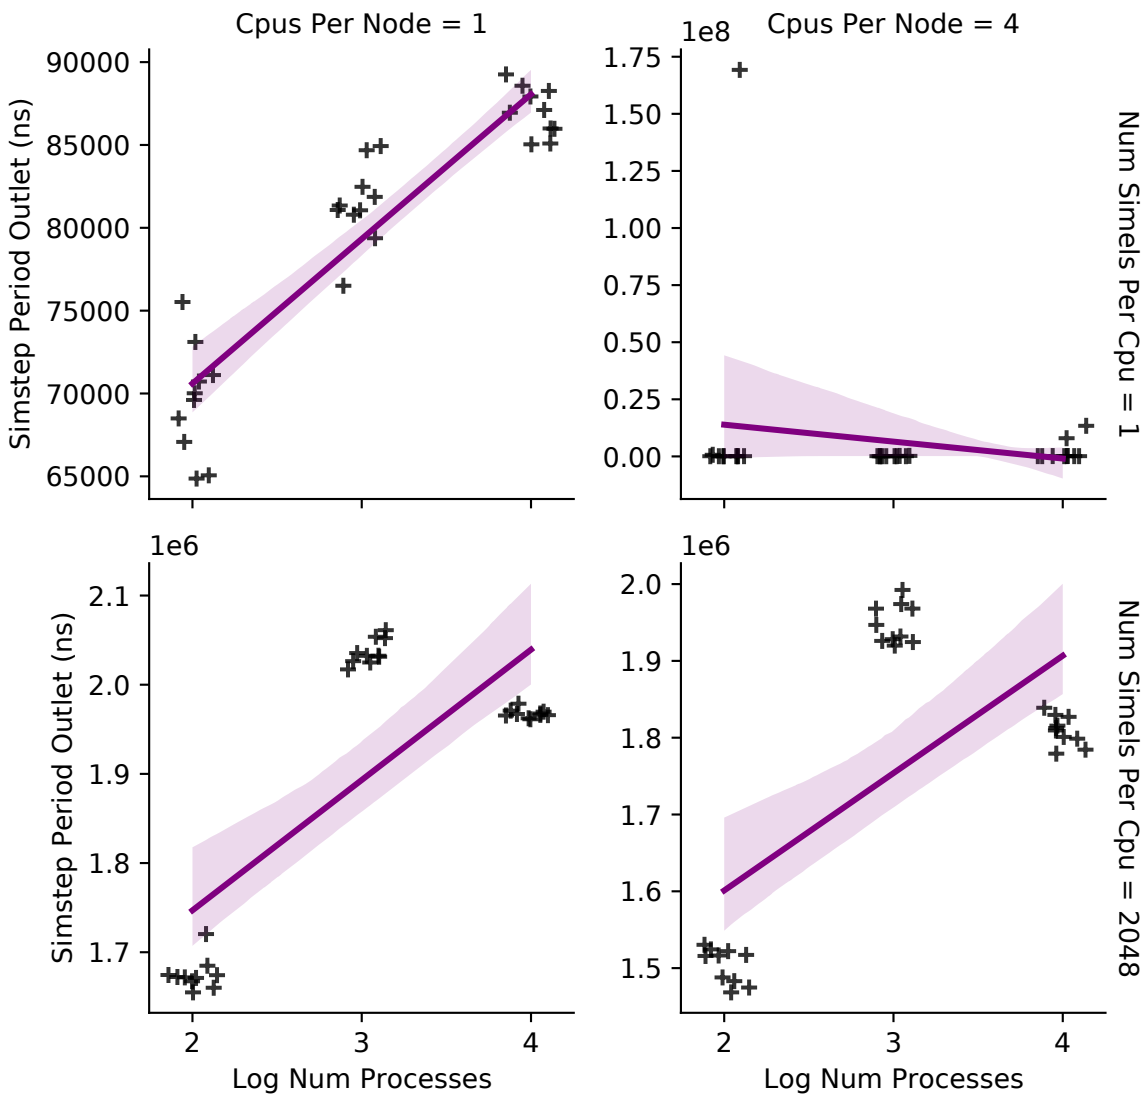 Cpus Per Node = 1
Cpus Per Node = 4
1e8
Simstep Period Outlet (ns)
90000
85000
80000
75000
70000
65000
1.75
1.50
1.25
1.00
0.75
0.50
0.25
0.00
Num Simels Per Cpu = 1
1e6
Simstep Period Outlet (ns)
2.1
2.0
1.9
1.8
1.7
2
3
4
Log Num Processes
1e6
2.0
1.9
1.8
1.7
1.6
1.5
2
3
4
Log Num Processes
Num Simels Per Cpu = 2048